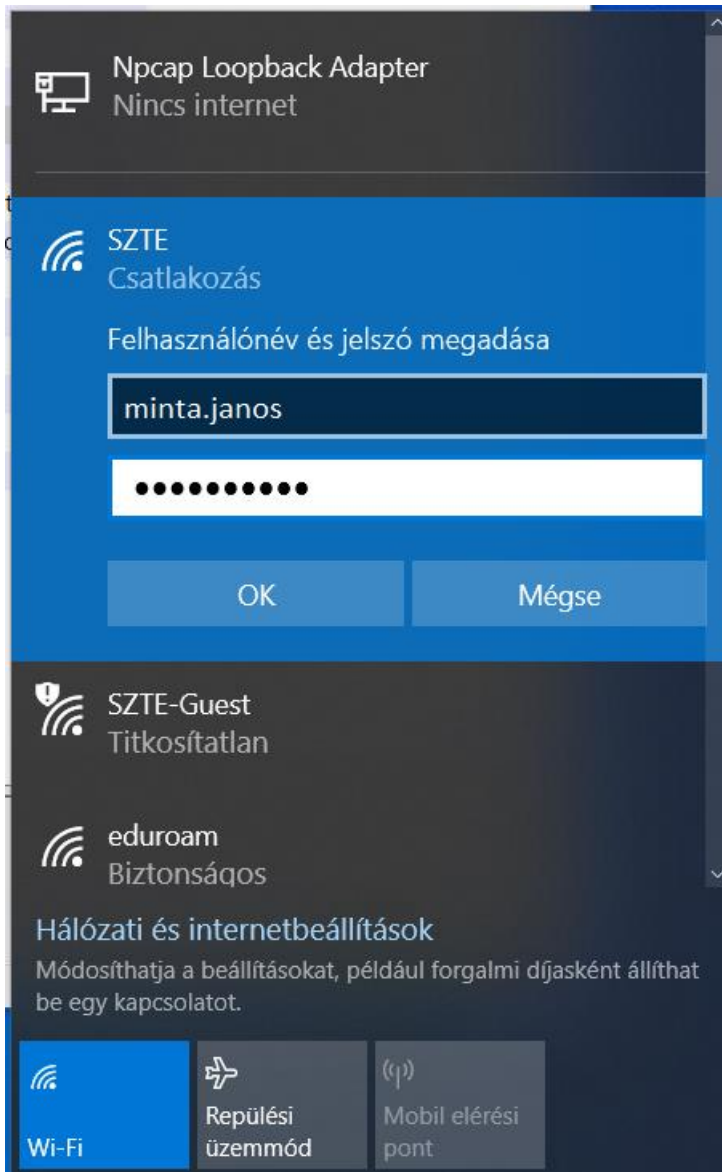 Npcap Loopback Adapter
Nincs internet
SZTE
Csatlakozás
Felhasználónév és jelszó megadása
minta.janos
••••••••••
OK
Mégse
SZTE-Guest
Titkosítatlan
eduroam
Biztonságos
Hálózati és internetbeállítások
Módosíthatja a beállításokat, például forgalmi díjasként állíthat
be egy kapcsolatot.
Wi-Fi
Repülési
üzemmód
Mobil elérési
pont